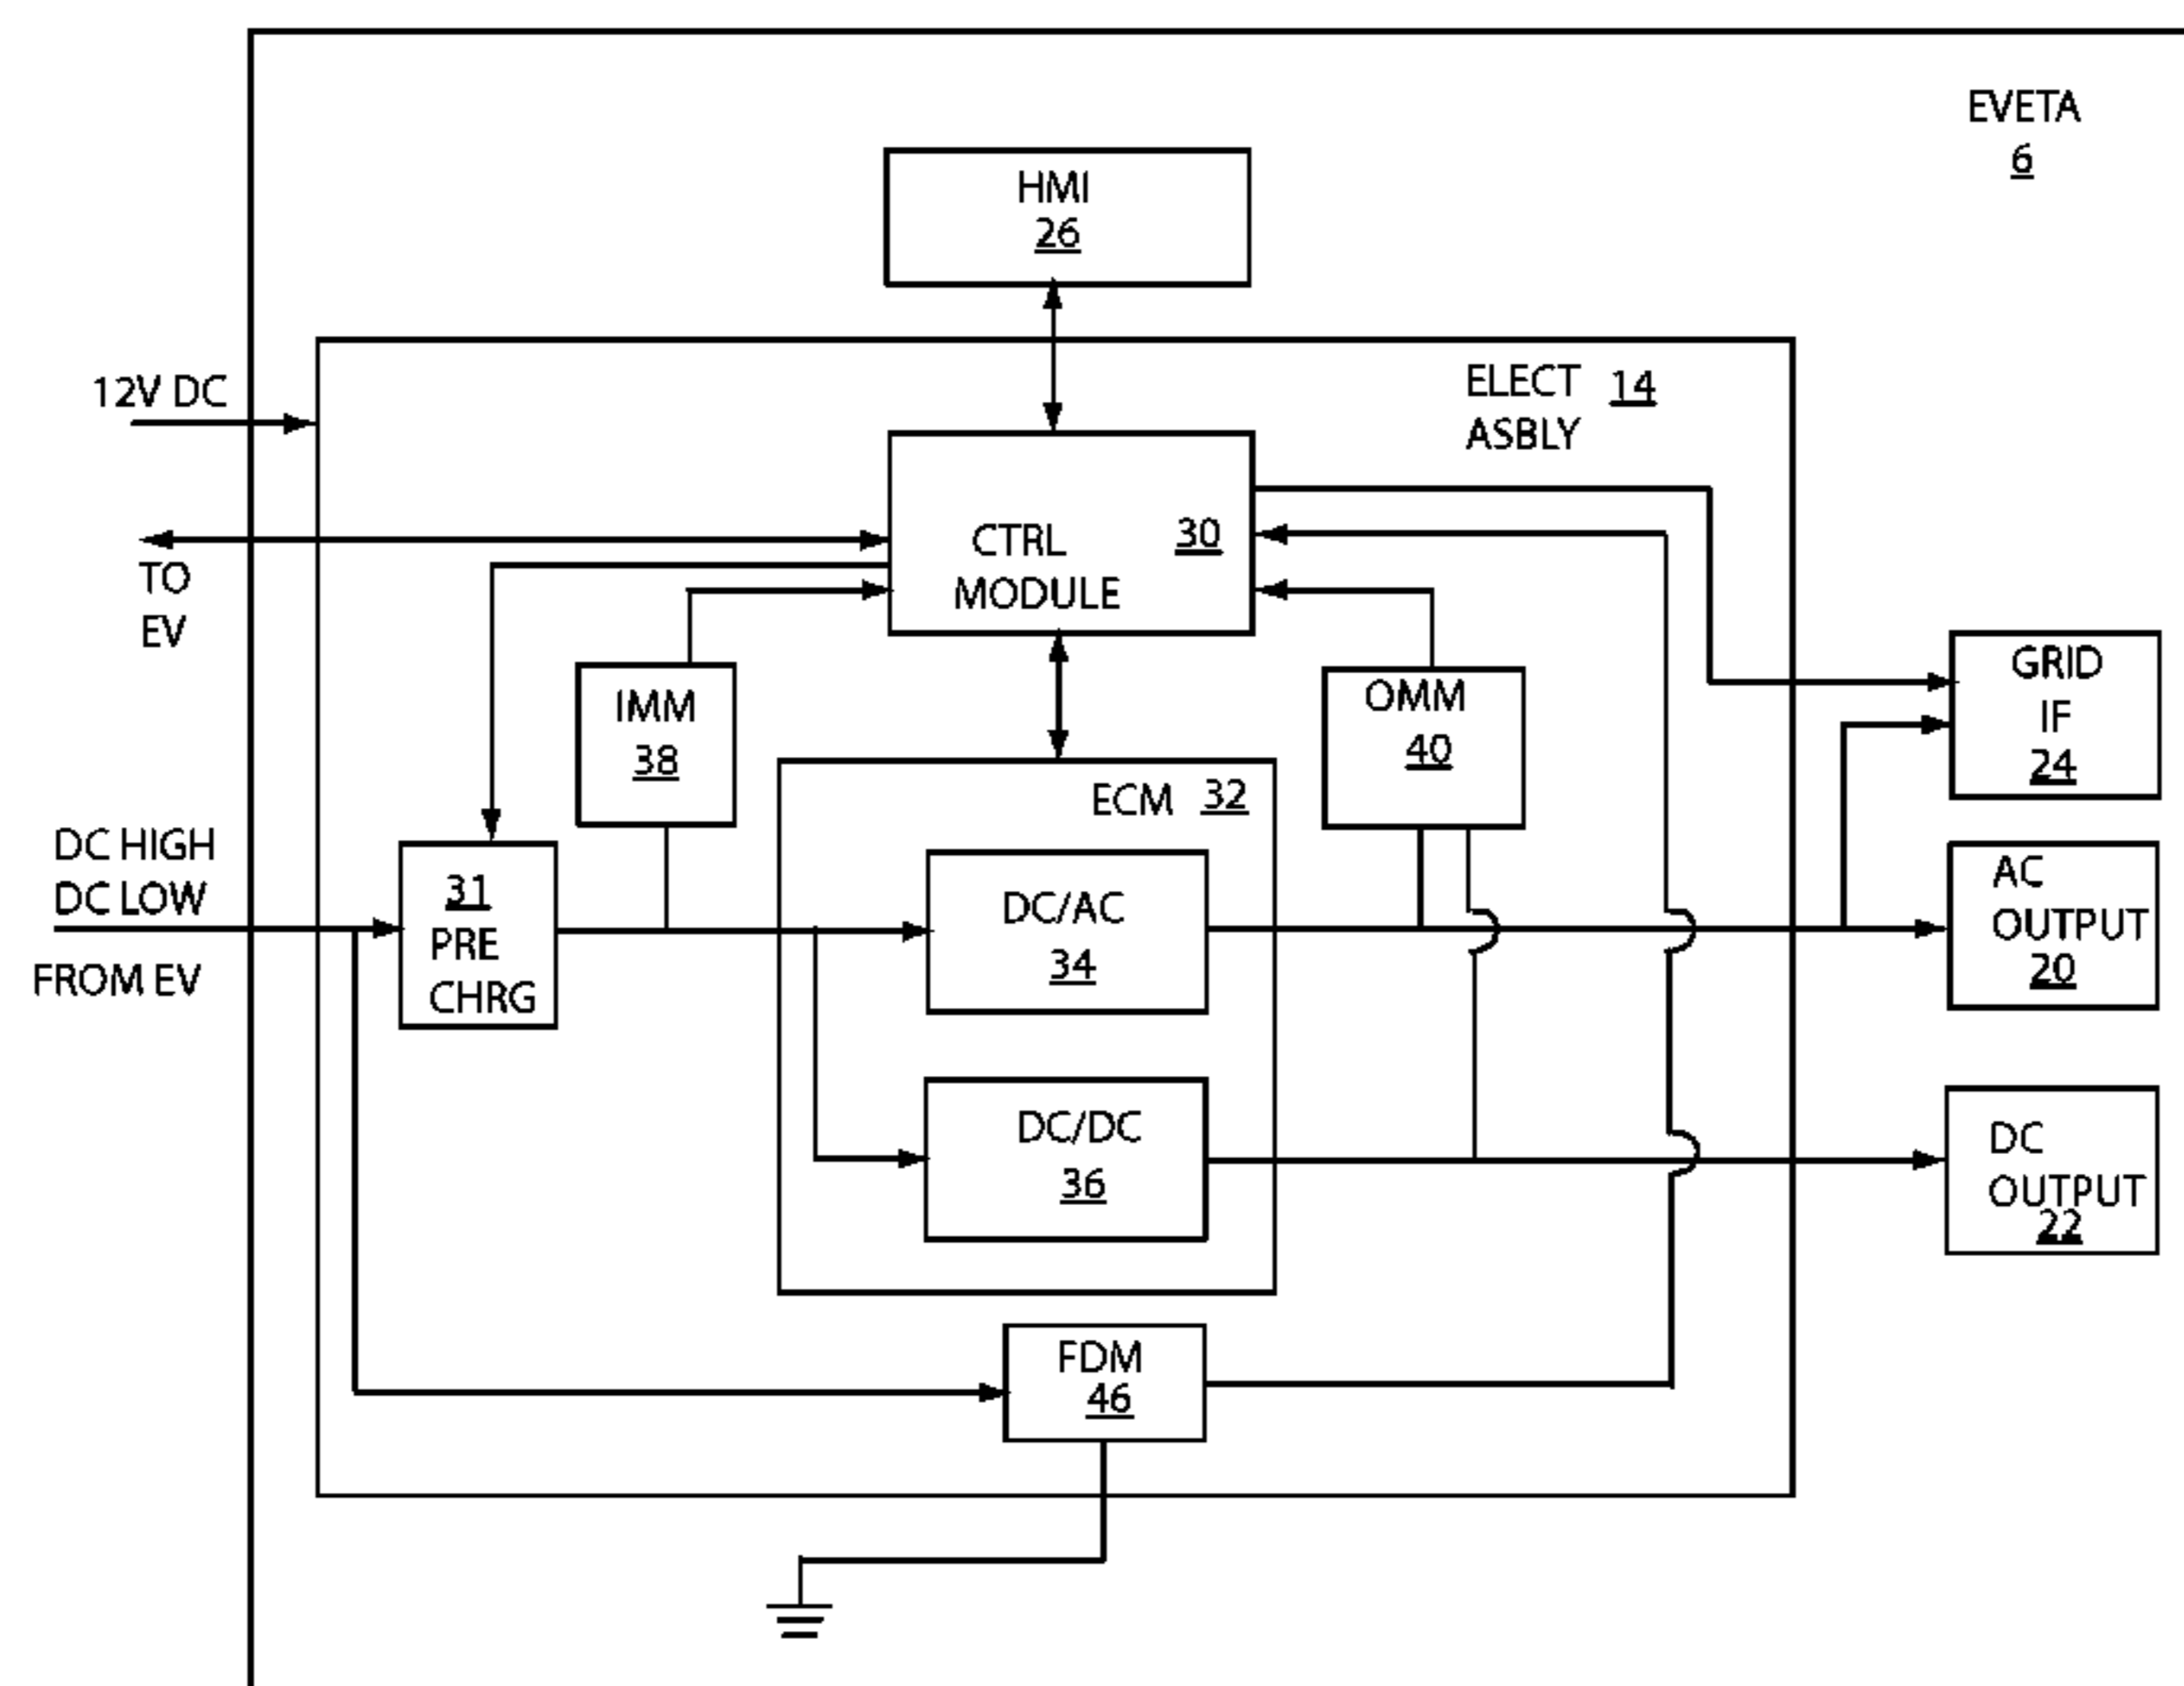 EVETA
6
HMI
26
12V DC
ELECT 14
ASBLY
TO
EV
CTRL 30
MODULE
IMM
38
OMM
40
GRID
IF
24
ECM 32
DC HIGH
DC LOW
FROM EV
31
PRE
CHRG
DC/AC
34
AC
OUTPUT
20
DC/DC
36
DC
OUTPUT
22
FDM
46